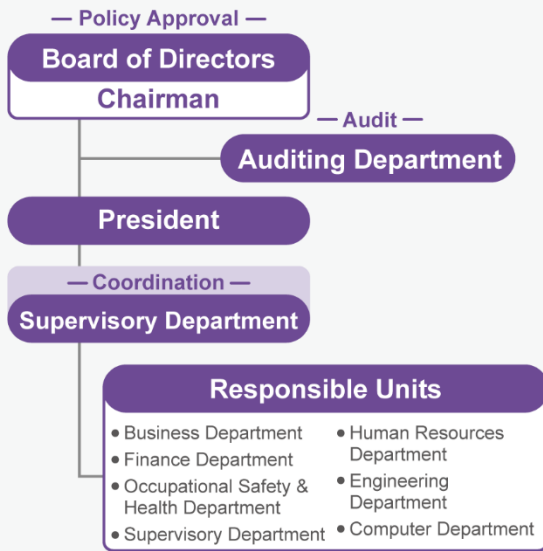 — Policy Approval —
Board of Directors
Chairman
— Audit —
Auditing Department
President
— Coordination —
Supervisory Department
Responsible Units
• Business Department
• Finance Department
• Occupational Safety &
Health Department
• Supervisory Department
• Human Resources
Department
• Engineering
Department
• Computer Department